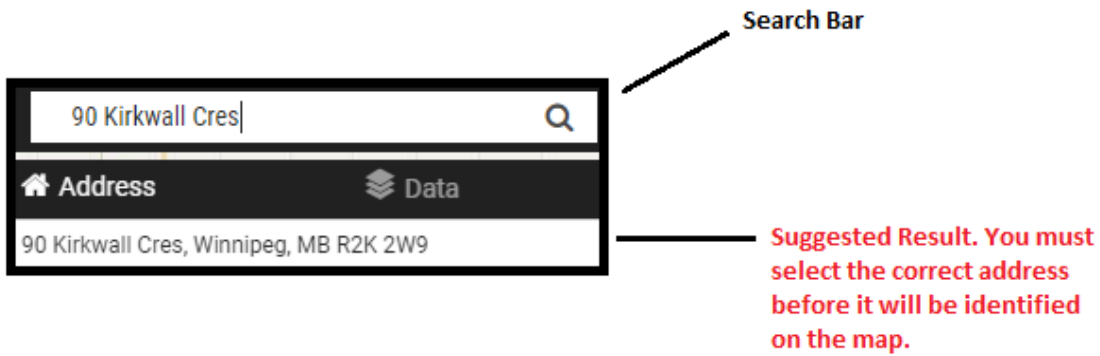 Search Bar
90 Kirkwall Cres
Address
Data
90 Kirkwall Cres, Winnipeg, MB R2K 2W9
Suggested Result. You must
select the correct address
before it will be identified
on the map.